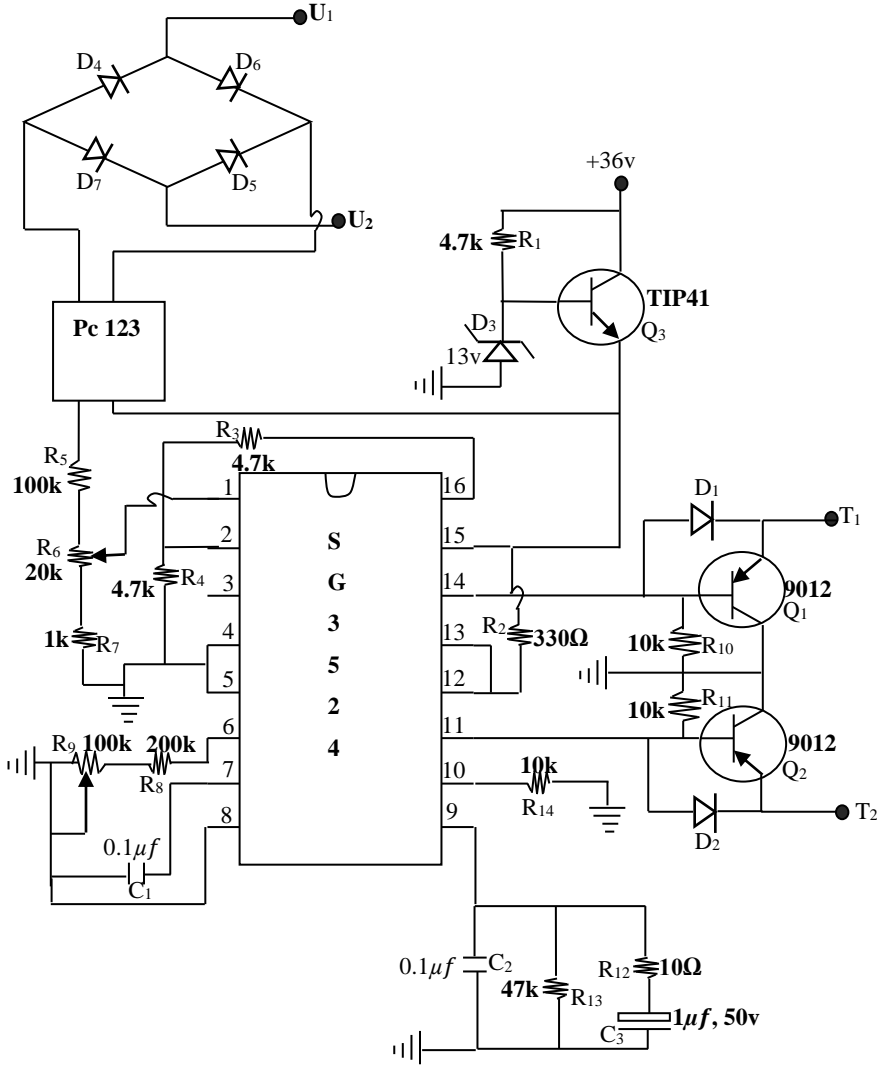 U1
D4
D6
D7
D5
U2
+36v
4.7k R1
TIP41
Pc 123
D3
Q3
13v
R3
4.7k
R5
100k
1 16
D1
T1
R6
20k
2 S 15
4.7k R4
3 G 14
9012
Q1
1k R7
4 3 13
R2 330Ω
10k R10
5 5 12
10k R11
6 2 11
R9 100k 200k
R8
4
9012
Q2
7 10
10k
R14
8 9
D2
T2
0.1µf
C1
0.1µf C2
R12 10Ω
47k R13
1µf, 50v
C3